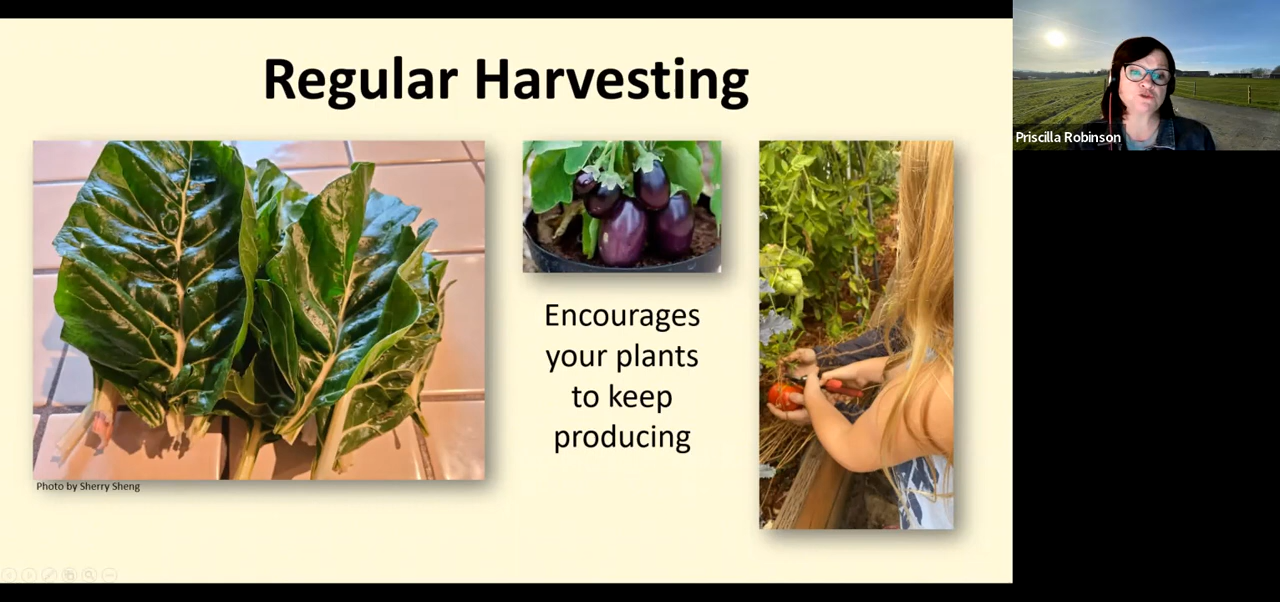 Regular Harvesting
Priscilla Robinson
Encourages
your plants
to keep
producing
Photo by Sherry Sheng